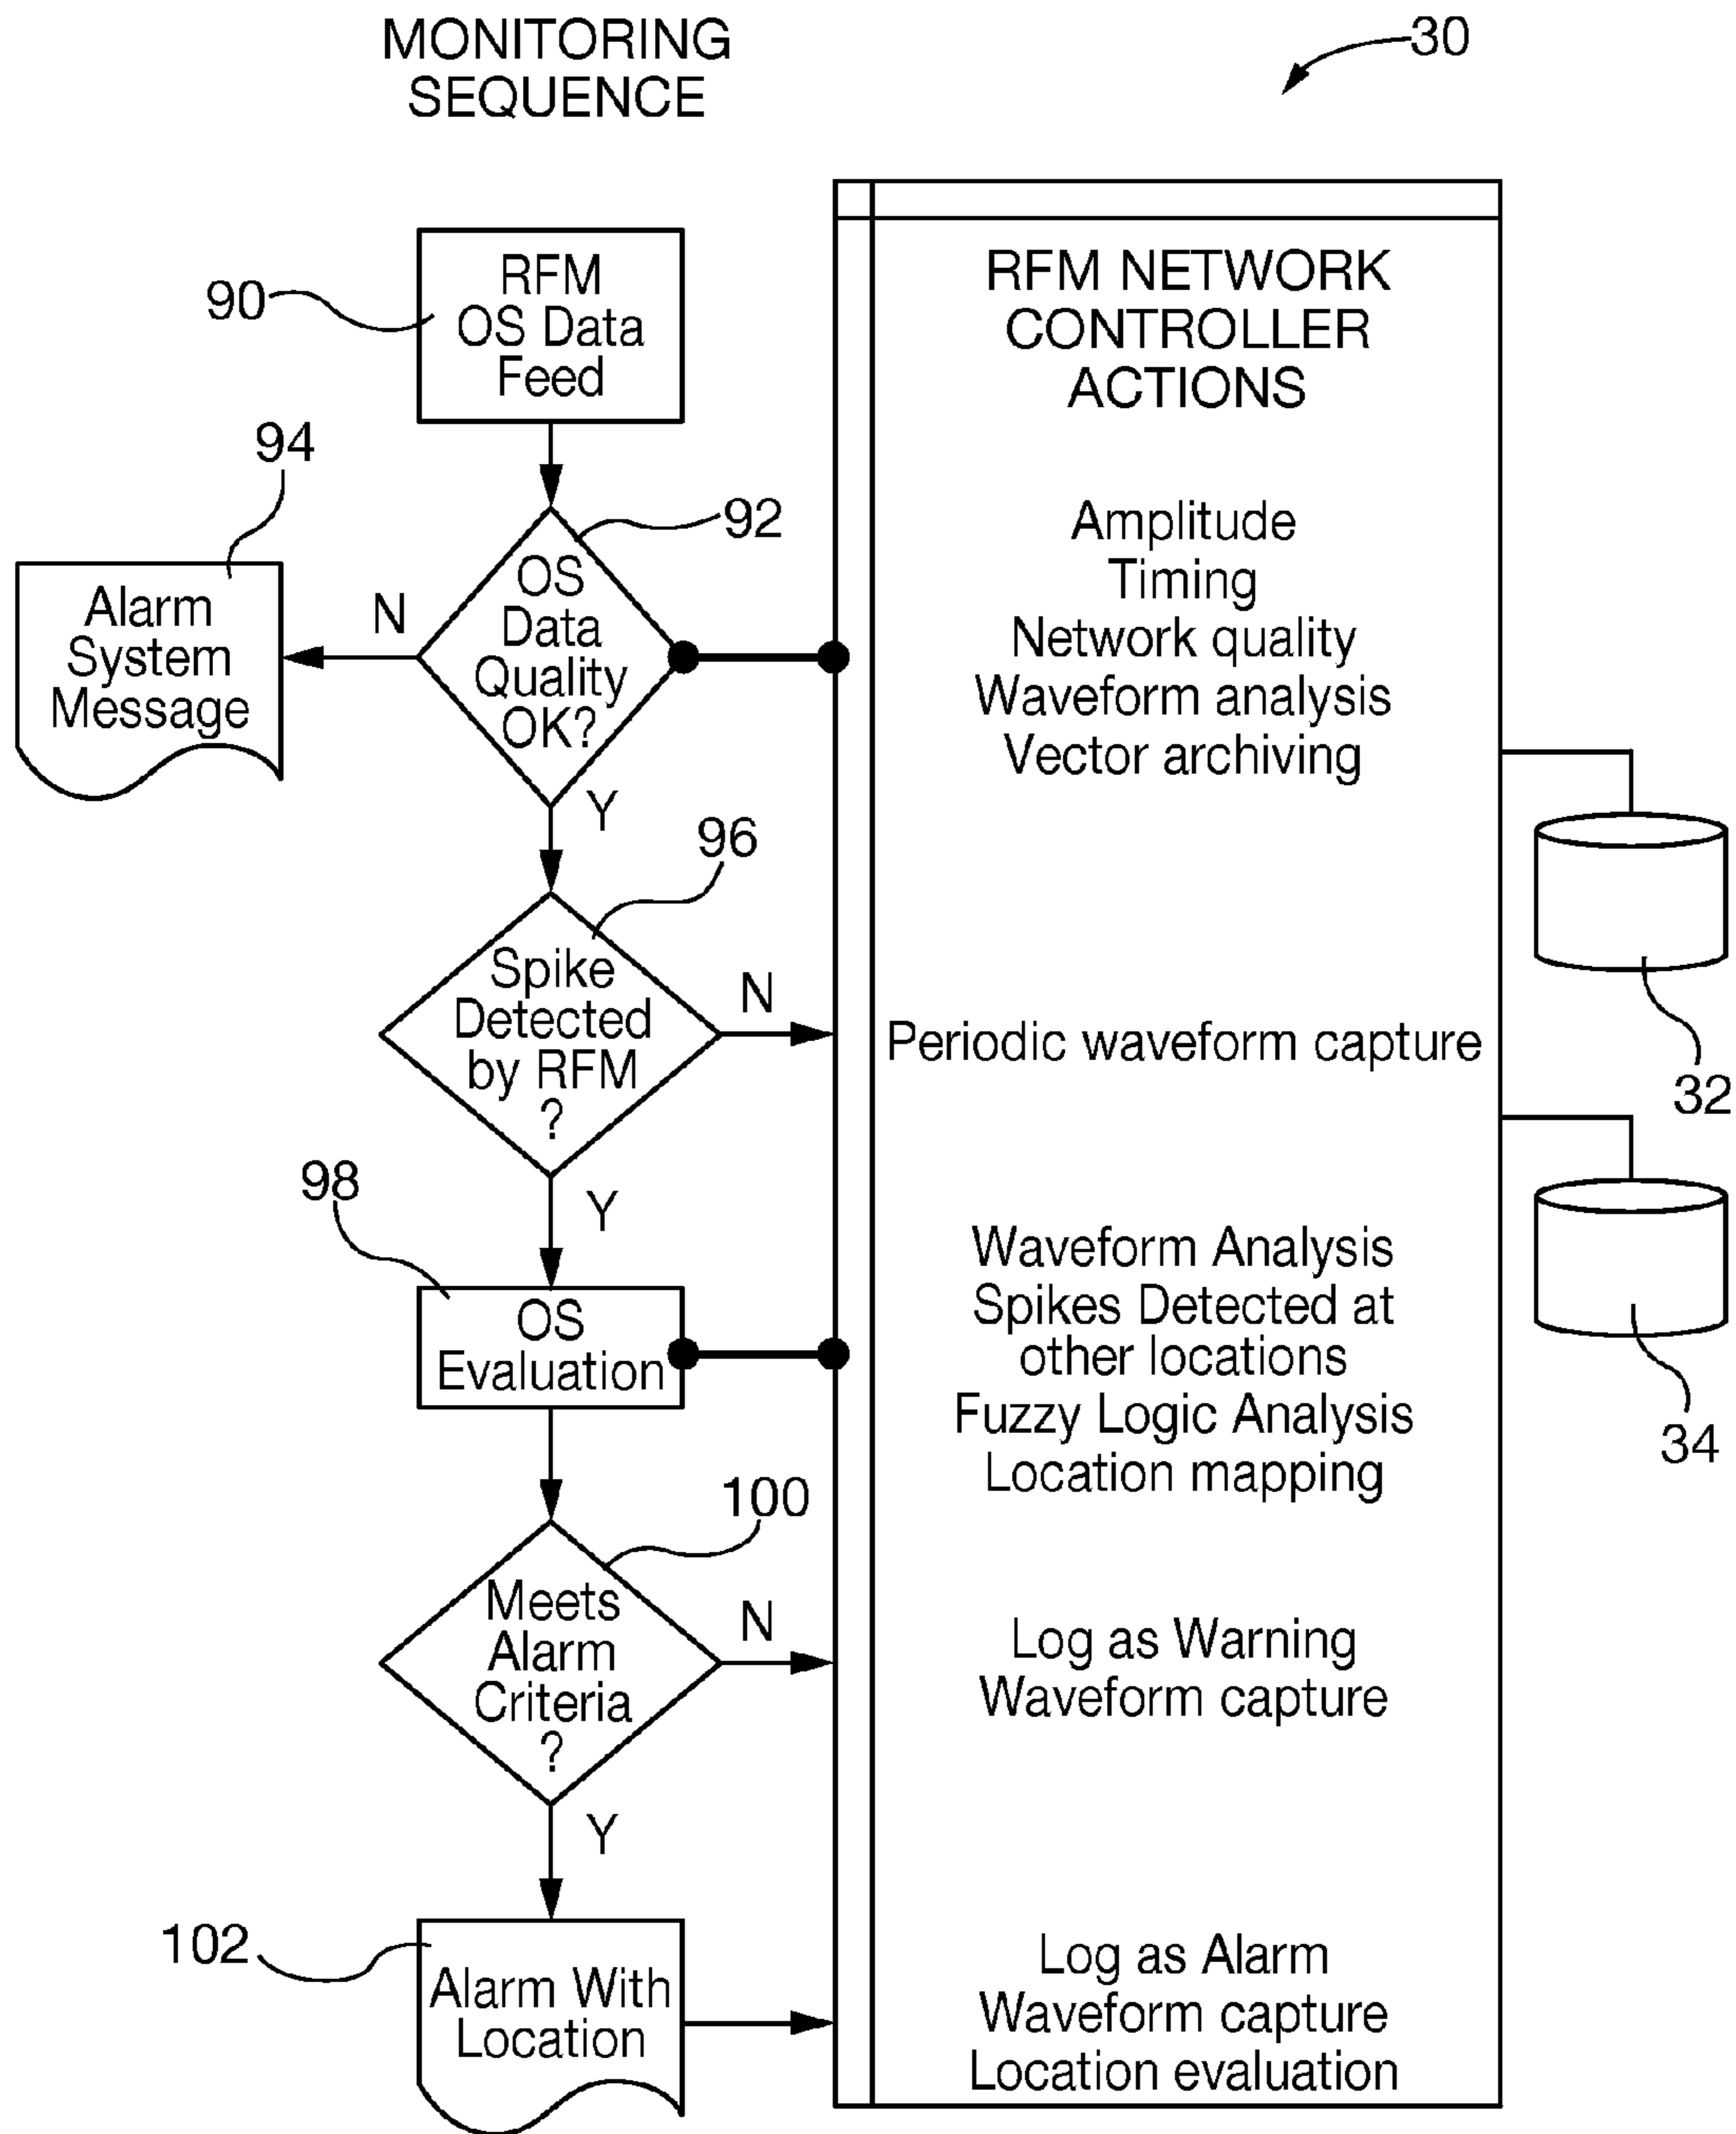 MONITORING
SEQUENCE
30
RFM
OS Data
Feed
90
94
92
Alarm
System
Message
N
OS
Data
Quality
OK?
Y
96
Spike
Detected
by RFM
?
N
Y
98
OS
Evaluation
100
Meets
Alarm
Criteria
?
N
Y
102
Alarm With
Location
RFM NETWORK
CONTROLLER
ACTIONS
Amplitude
Timing
Network quality
Waveform analysis
Vector archiving
Periodic waveform capture
Waveform Analysis
Spikes Detected at
other locations
Fuzzy Logic Analysis
Location mapping
Log as Warning
Waveform capture
Log as Alarm
Waveform capture
Location evaluation
32
34